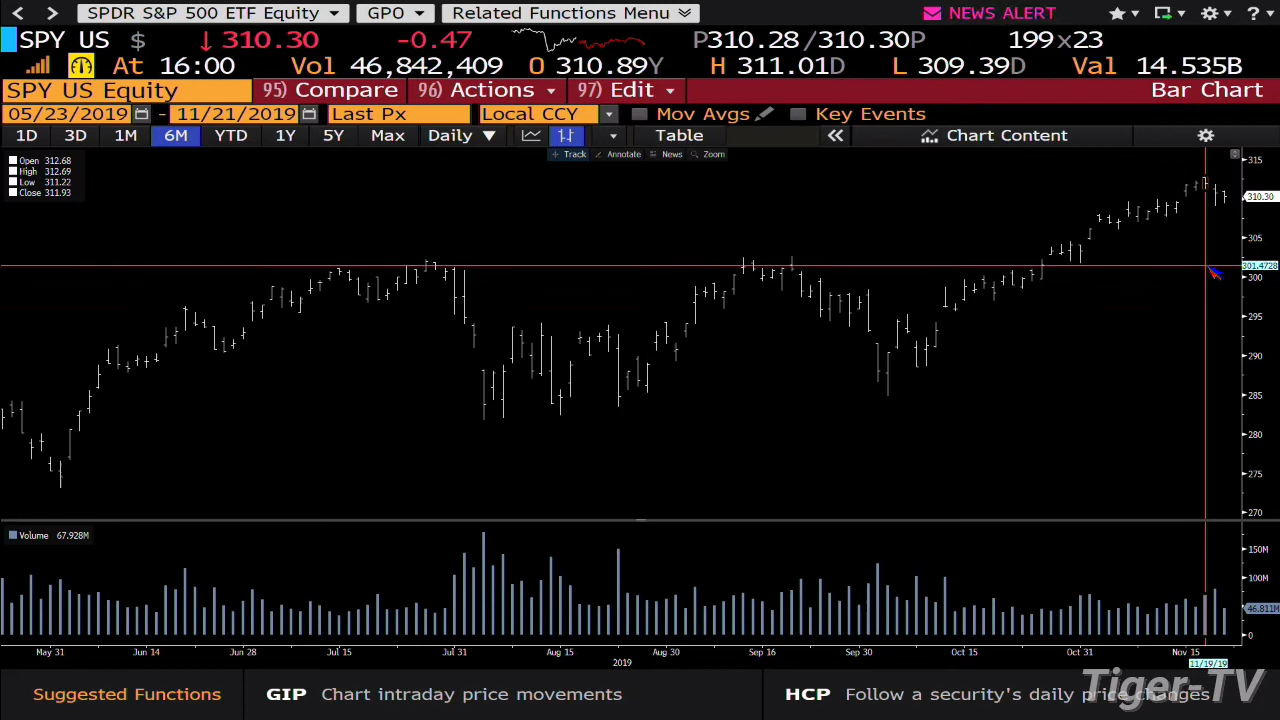 SPDR S&P 500 ETF Equity GPO Related Functions Menu NEWS ALERT ?
SPY US $ ↓310.30 -0.47 P310.28/310.30P 199x23
At 16:00 Vol 46,842,409 O 310.89Y H 311.01D L 309.39D Val 14.535B
SPY US Equity 95) Compare 96) Actions 97) Edit Bar Chart
05/23/2019 - 11/21/2019 Last Px Local CCY Mov Avgs Key Events
1D 3D 1M 6M YTD 1Y 5Y Max Daily ▼ Table « Chart Content
Track Annotate News Zoom
Open 312.68
High 312.69
Low 311.22
Close 311.93
315
310.30
305
301.4728
300
295
290
285
280
275
270
Volume 67.928M
150M
100M
46.811M
0
May 31 Jun 14 Jun 28 Jul 15 Jul 31 Aug 15 Aug 30 Sep 16 Sep 30 Oct 15 Oct 31 Nov 15
2019 11/19/19
Suggested Functions GIP Chart intraday price movements HCP Follow a security's daily price changes
Tiger-TV